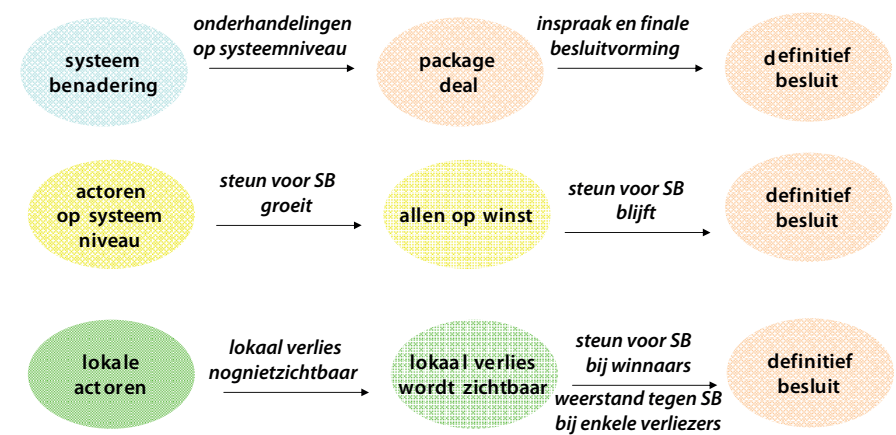 systeem
benadering
onderhandelingen
op systeemniveau
package
deal
inspraak en finale
besluitvorming
definitief
besluit
actoren
op systeem
niveau
steun voor SB
groeit
allen op winst
steun voor SB
blijft
definitief
besluit
lokale
actoren
lokaal verlies
nognietzichtbaar
lokaal verlies
wordt zichtbaar
steun voor SB
bij winnaars
weerstand tegen SB
bij enkele verliezers
definitief
besluit